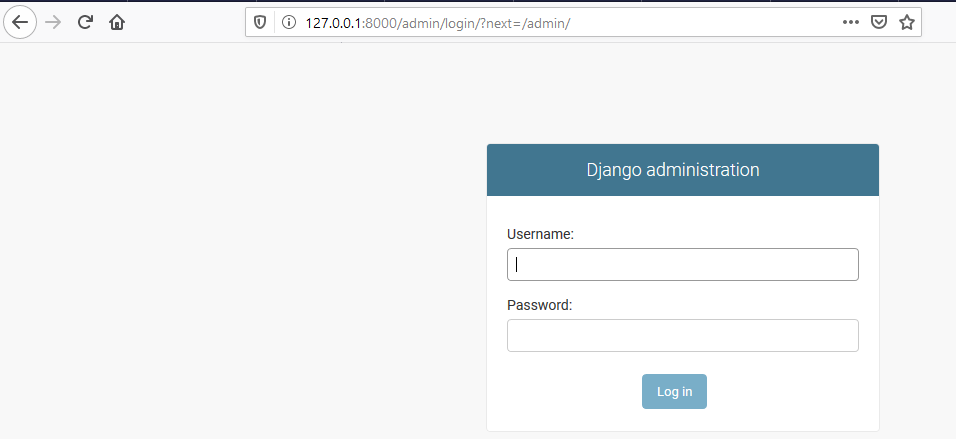 127.0.0.1:8000/admin/login/?next=/admin/
Django administration
Username:
Password:
Log in